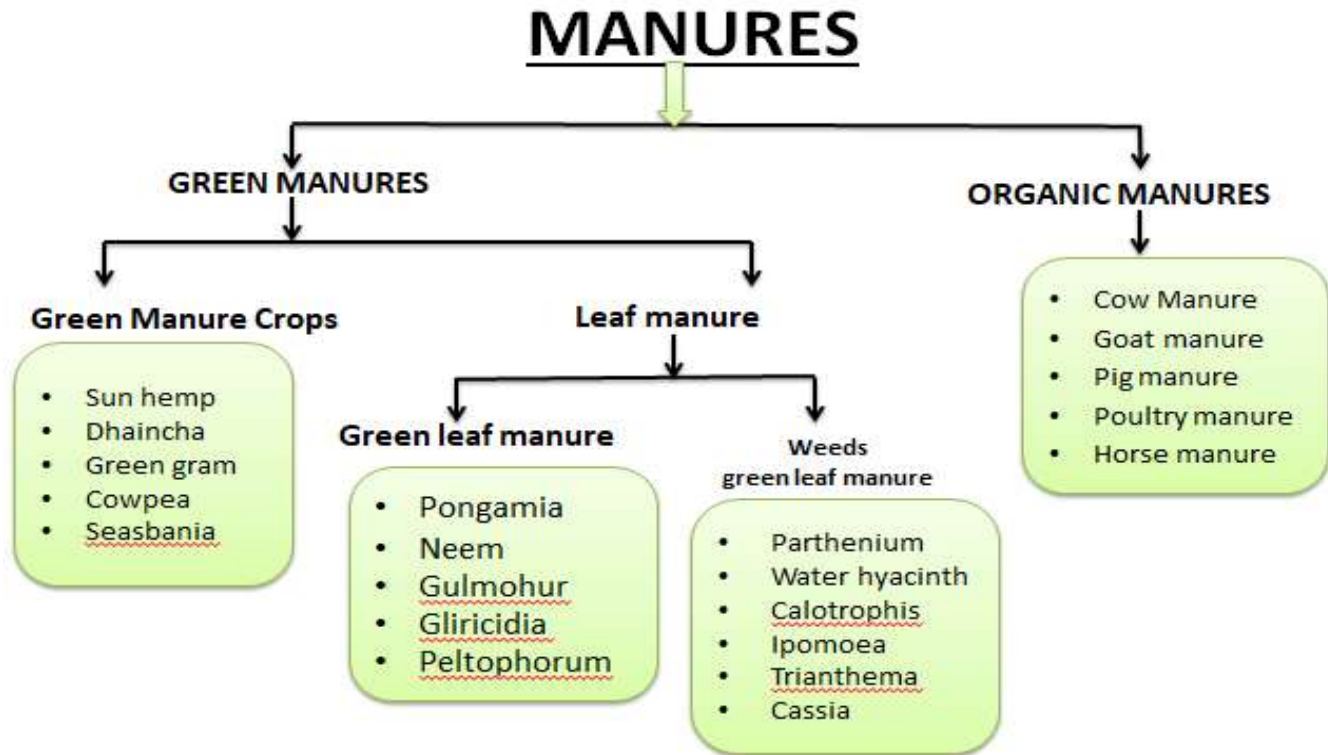 MANURES
GREEN MANURES
ORGANIC MANURES
Green Manure Crops
• Sun hemp
• Dhaincha
• Green gram
• Cowpea
• Seasbania
Leaf manure
Green leaf manure
• Pongamia
• Neem
• Gulmohur
• Gliricidia
• Peltophorum
Weeds
green leaf manure
• Parthenium
• Water hyacinth
• Calotrophis
• Ipomoea
• Trianthema
• Cassia
• Cow Manure
• Goat manure
• Pig manure
• Poultry manure
• Horse manure